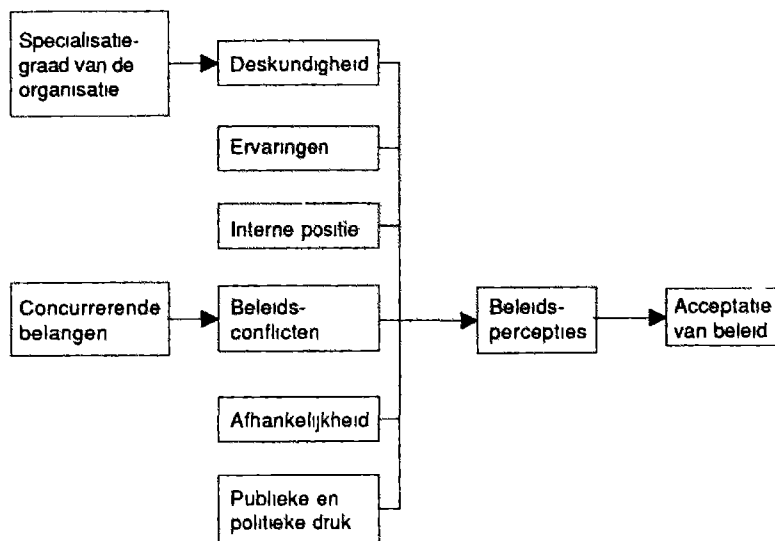 Specialisatie-
graad van de
organisatie
Deskundigheid
Ervaringen
Interne positie
Concurrerende
belangen
Beleids-
conflicten
Beleids-
percepties
Acceptatie
van beleid
Afhankelijkheid
Publieke en
politieke druk